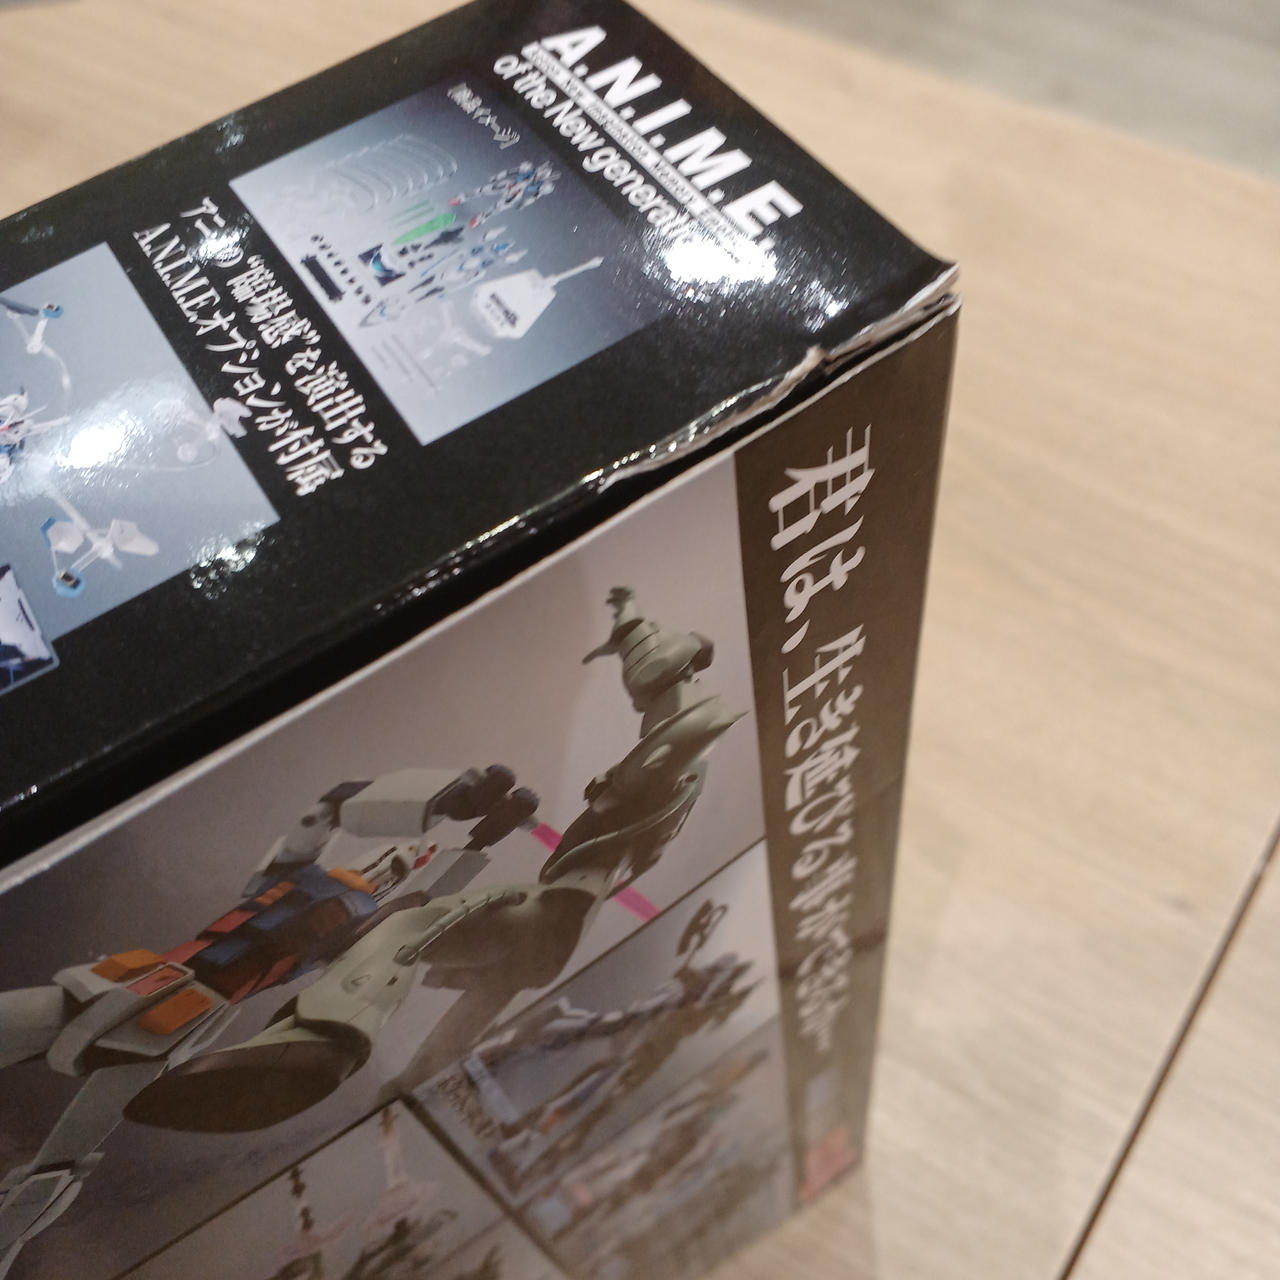 A.N.I.M.E.
of the New generati
アニメの“臨場感”を演出する
A.N.I.M.Eオプションが付属
君は、生き延びる事ができるか